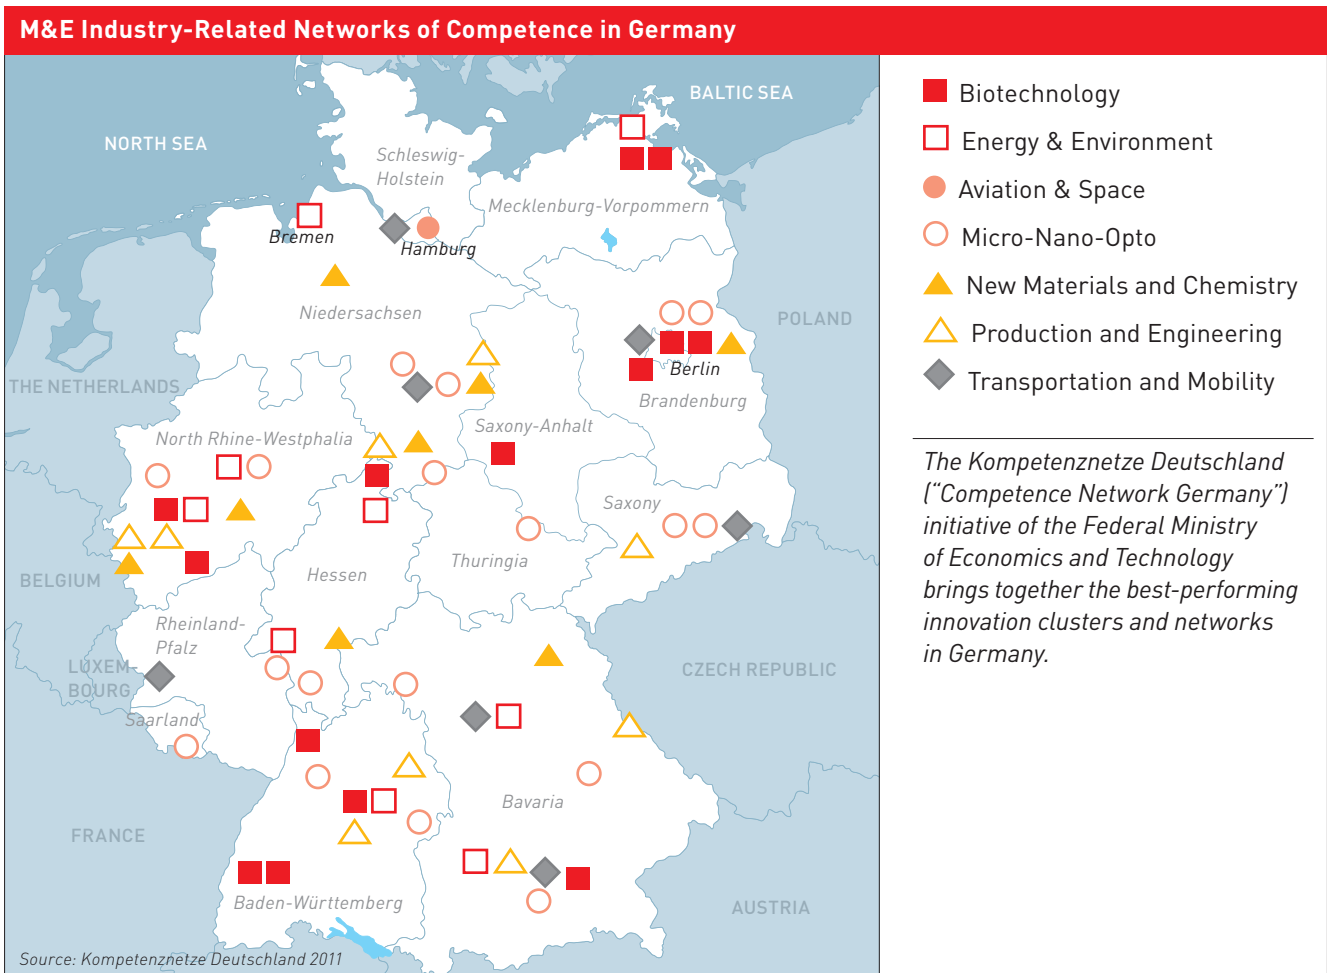 M&E Industry-Related Networks of Competence in Germany
BALTIC SEA
NORTH SEA
Schleswig-
Holstein
Mecklenburg-Vorpommern
Bremen
Hamburg
Niedersachsen
POLAND
THE NETHERLANDS
Berlin
Brandenburg
Saxony-Anhalt
North Rhine-Westphalia
Saxony
Thuringia
Hessen
BELGIUM
Rheinland-
Pfalz
LUXEM-
BOURG
CZECH REPUBLIC
Saarland
Bavaria
FRANCE
Baden-Württemberg
AUSTRIA
Source: Kompetenznetze Deutschland 2011
Biotechnology
Energy & Environment
Aviation & Space
Micro-Nano-Opto
New Materials and Chemistry
Production and Engineering
Transportation and Mobility
The Kompetenznetze Deutschland
(“Competence Network Germany”)
initiative of the Federal Ministry
of Economics and Technology
brings together the best-performing
innovation clusters and networks
in Germany.